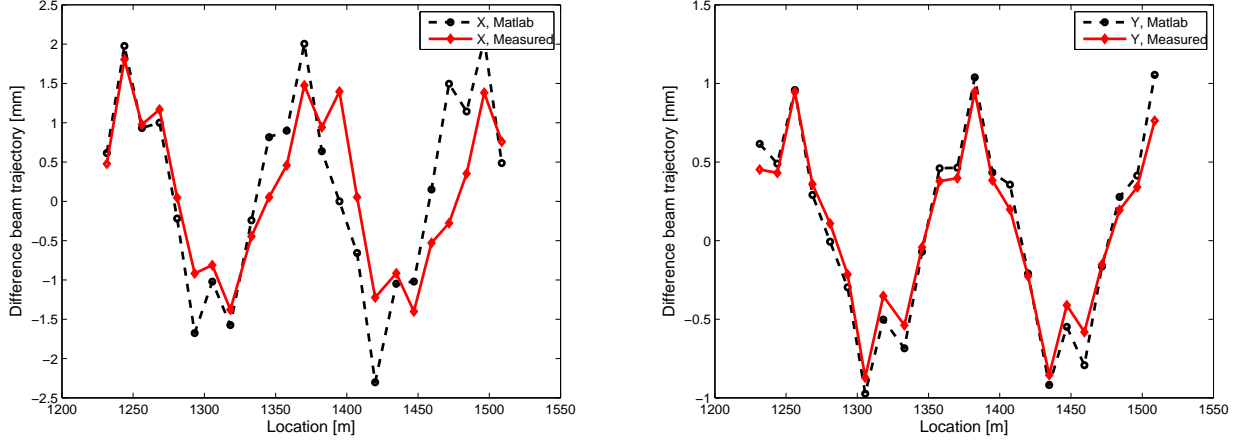 2.5
2
1.5
1
0.5
0
−0.5
−1
−1.5
−2
−2.5
1200 1250 1300 1350 1400 1450 1500 1550
Location [m]
Difference beam trajectory [mm]
X, Matlab
X, Measured
1.5
1
0.5
0
−0.5
−1
1200 1250 1300 1350 1400 1450 1500 1550
Location [m]
Difference beam trajectory [mm]
Y, Matlab
Y, Measured